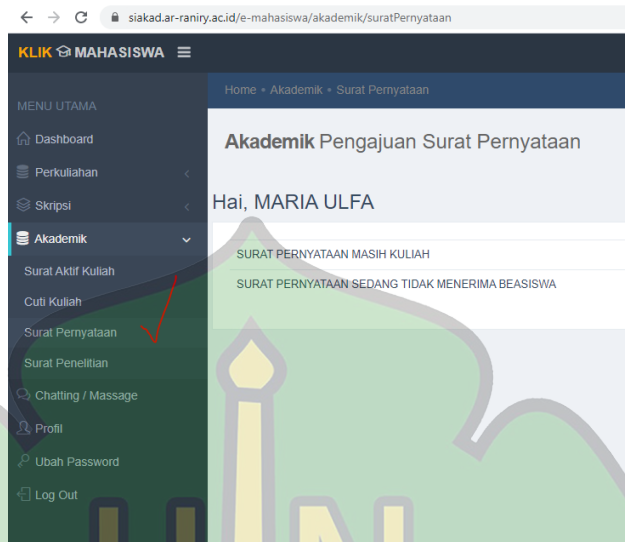 siakad.ar-raniry.ac.id/e-mahasiswa/akademik/suratPernyataan
KLIK MAHASISWA
Home • Akademik • Surat Pernyataan
MENU UTAMA
Dashboard
Perkuliahan
Skripsi
Akademik
Surat Aktif Kuliah
Cuti Kuliah
Surat Pernyataan
Surat Penelitian
Chatting / Massage
Profil
Ubah Password
Log Out
Akademik Pengajuan Surat Pernyataan
Hai, MARIA ULFA
SURAT PERNYATAAN MASIH KULIAH
SURAT PERNYATAAN SEDANG TIDAK MENERIMA BEASISWA
UIN